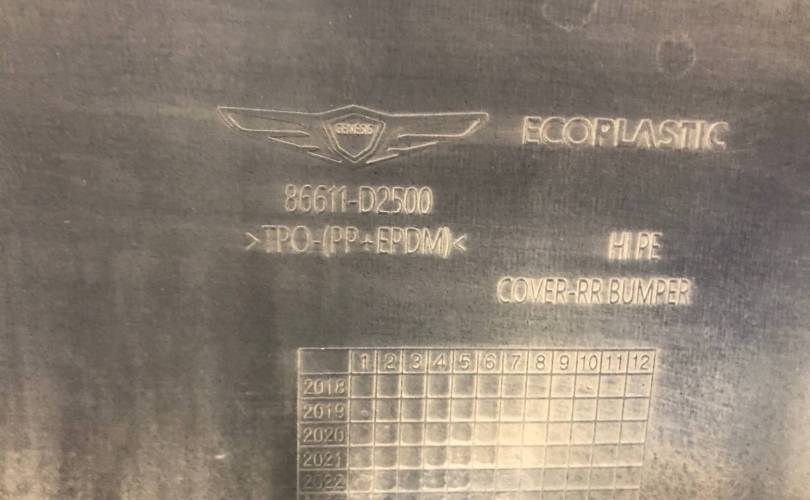 GENESIS
ECOPLASTIC
86611-D2500
>TPO-(PP+EPDM)<
HI PE
COVER-RR BUMPER
1 2 3 4 5 6 7 8 9 10 11 12
2018
2019
2020
2021
2022